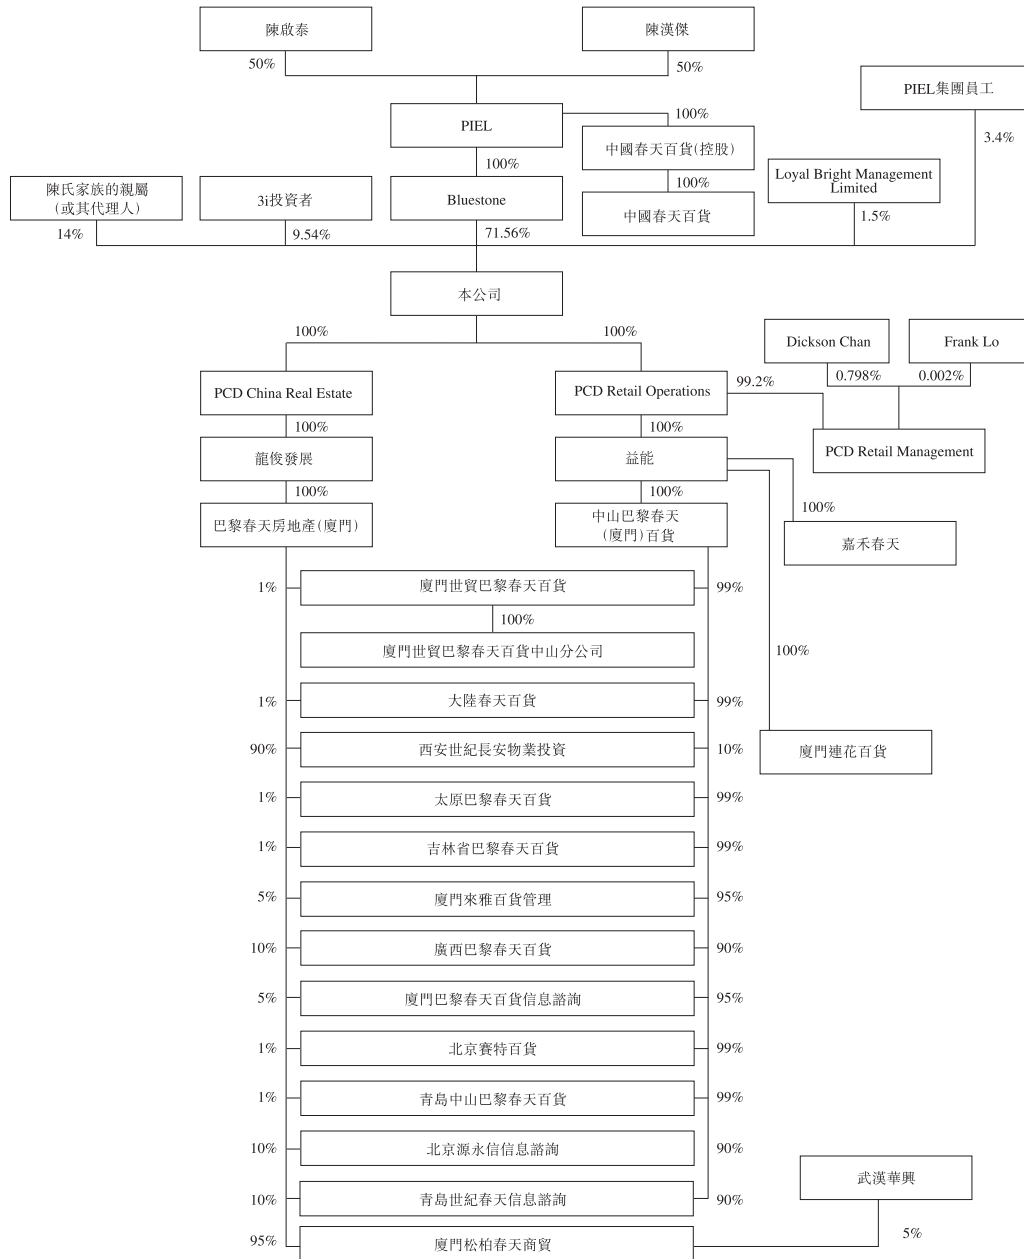 陳啟泰
陳漢傑
50%
50%
PIEL集團員工
PIEL
100%
中國春天百貨(控股)
3.4%
100%
100%
Loyal Bright Management
Limited
陳氏家族的親屬
(或其代理人)
3i投資者
Bluestone
中國春天百貨
14%
9.54%
71.56%
1.5%
本公司
100%
100%
Dickson Chan
Frank Lo
PCD China Real Estate
PCD Retail Operations
99.2%
0.798%
0.002%
100%
100%
PCD Retail Management
龍俊發展
益能
100%
100%
100%
巴黎春天房地產(廈門)
中山巴黎春天
(廈門)百貨
嘉禾春天
1%
廈門世貿巴黎春天百貨
99%
100%
廈門世貿巴黎春天百貨中山分公司
100%
1%
大陸春天百貨
99%
90%
西安世紀長安物業投資
10%
廈門連花百貨
1%
太原巴黎春天百貨
99%
1%
吉林省巴黎春天百貨
99%
5%
廈門來雅百貨管理
95%
10%
廣西巴黎春天百貨
90%
5%
廈門巴黎春天百貨信息諮詢
95%
1%
北京賽特百貨
99%
1%
青島中山巴黎春天百貨
99%
10%
北京源永信信息諮詢
90%
武漢華興
10%
青島世紀春天信息諮詢
90%
95%
廈門松柏春天商貿
5%